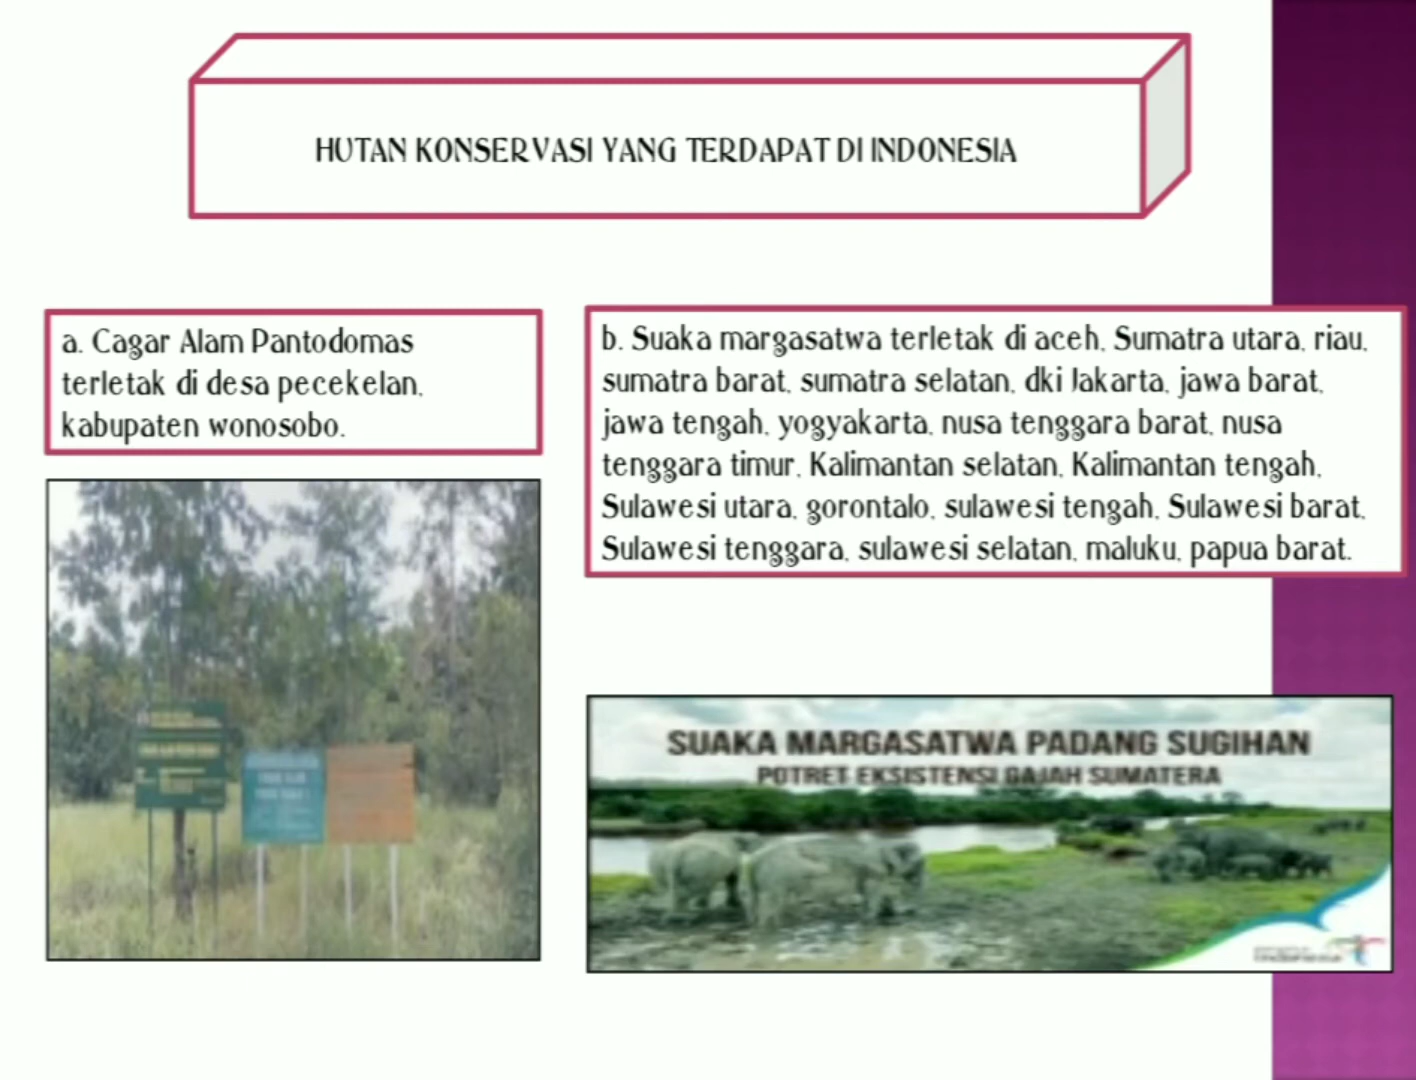 HUTAN KONSERVASI YANG TERDAPAT DI INDONESIA
a. Cagar Alam Pantodomas
terletak di desa pecekelan,
kabupaten wonosobo.
b. Suaka margasatwa terletak di aceh, Sumatra utara, riau,
sumatra barat, sumatra selatan, dki Jakarta, jawa barat,
jawa tengah, yogyakarta, nusa tenggara barat, nusa
tenggara timur, Kalimantan selatan, Kalimantan tengah,
Sulawesi utara, gorontalo, sulawesi tengah, Sulawesi barat,
Sulawesi tenggara, sulawesi selatan, maluku, papua barat.
SUAKA MARGASATWA PADANG SUGIHAN
POTRET EKSISTENSI GAJAH SUMATERA